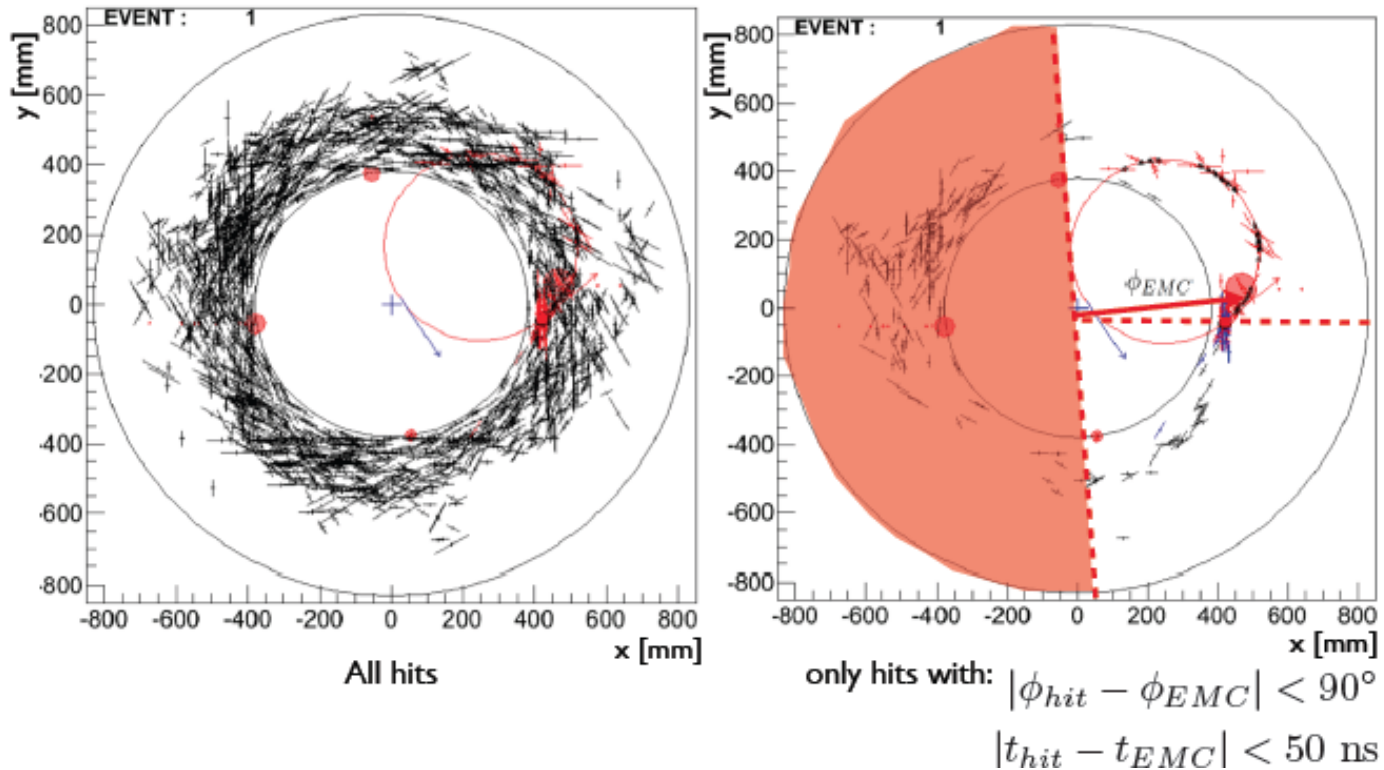 EVENT : 1
y [mm]
800
600
400
200
0
-200
-400
-600
-800
-800 -600 -400 -200 0 200 400 600 800
x [mm]
All hits
EVENT : 1
y [mm]
800
600
400
200
0
-200
-400
-600
-800
ϕ_EMC
-800 -600 -400 -200 0 200 400 600 800
x [mm]
only hits with: |ϕ_hit − ϕ_EMC| < 90°
|t_hit − t_EMC| < 50 ns